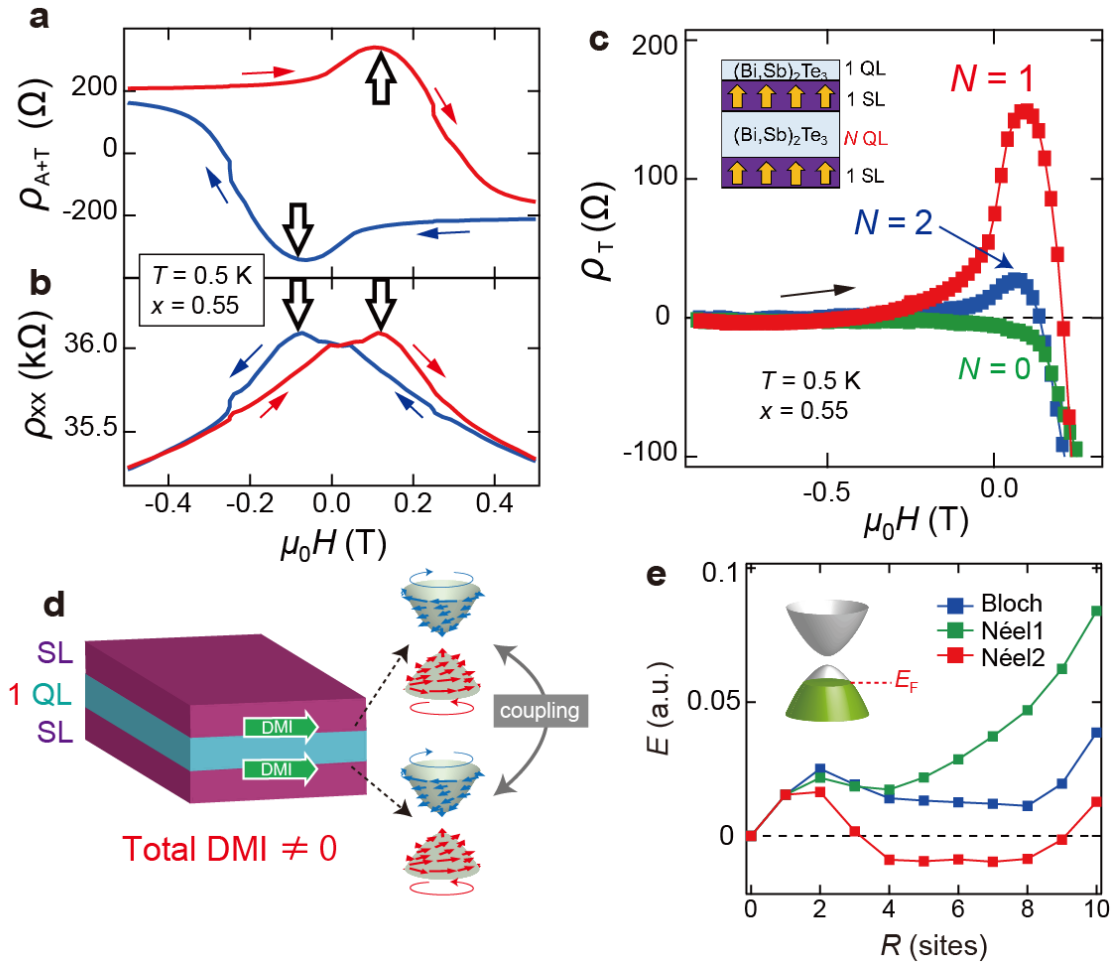 a
ρA+T (Ω)
200
0
-200
b
T = 0.5 K
x = 0.55
ρxx (kΩ)
36.0
35.5
-0.4
-0.2
0.0
0.2
0.4
μ0H (T)
c
ρT (Ω)
200
100
0
-100
(Bi,Sb)2Te3
1 QL
1 SL
(Bi,Sb)2Te3
N QL
1 SL
N = 1
N = 2
N = 0
T = 0.5 K
x = 0.55
-0.5
0.0
μ0H (T)
d
SL
1 QL
SL
DMI
DMI
coupling
Total DMI ≠ 0
e
E (a.u.)
0.1
0.05
0
Bloch
Néel1
Néel2
EF
0
2
4
6
8
10
R (sites)